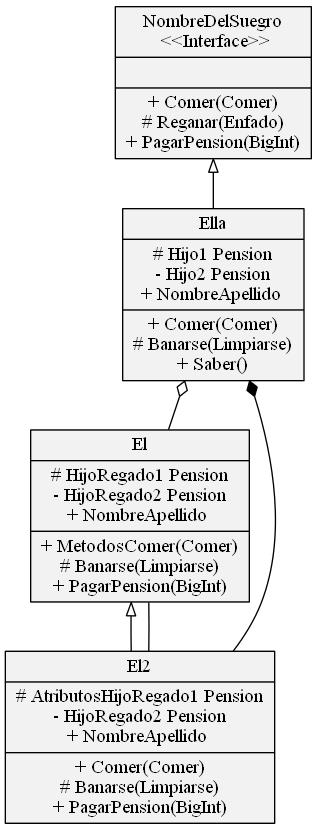 NombreDelSuegro
<<Interface>>
+ Comer(Comer)
# Reganar(Enfado)
+ PagarPension(BigInt)
Ella
# Hijo1 Pension
- Hijo2 Pension
+ NombreApellido
+ Comer(Comer)
# Banarse(Limpiarse)
+ Saber()
El
# HijoRegado1 Pension
- HijoRegado2 Pension
+ NombreApellido
+ MetodosComer(Comer)
# Banarse(Limpiarse)
+ PagarPension(BigInt)
El2
# AtributosHijoRegado1 Pension
- HijoRegado2 Pension
+ NombreApellido
+ Comer(Comer)
# Banarse(Limpiarse)
+ PagarPension(BigInt)